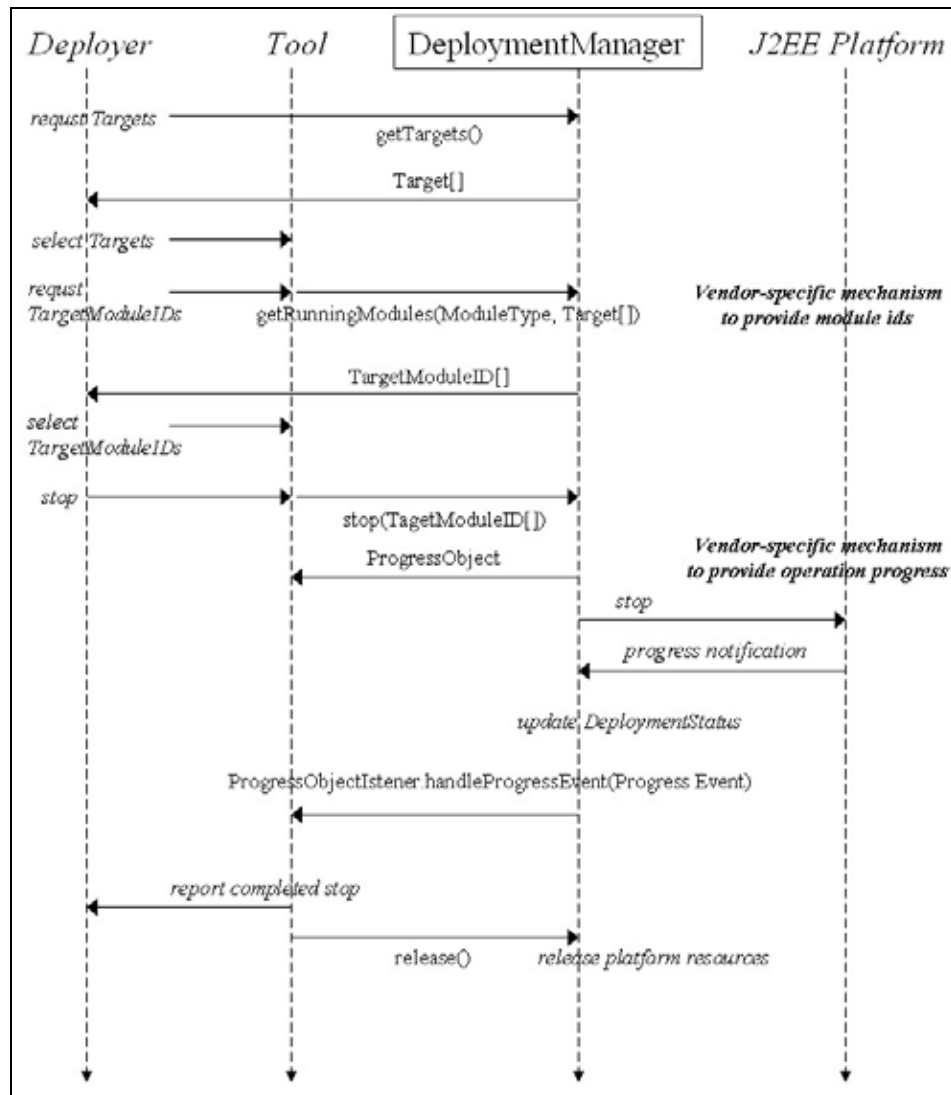 Deployer Tool DeploymentManager J2EE Platform
requst Targets
getTargets()
Target[]
select Targets
requst
TargetModuleIDs
getRunningModules(ModuleType, Target[])
Vendor-specific mechanism
to provide module ids
TargetModuleID[]
select
TargetModuleIDs
stop
stop(TagetModuleID[])
Vendor-specific mechanism
to provide operation progress
ProgressObject
stop
progress notification
update DeploymentStatus
ProgressObjectIstener.handleProgressEvent(Progress Event)
report completed stop
release()
release platform resources